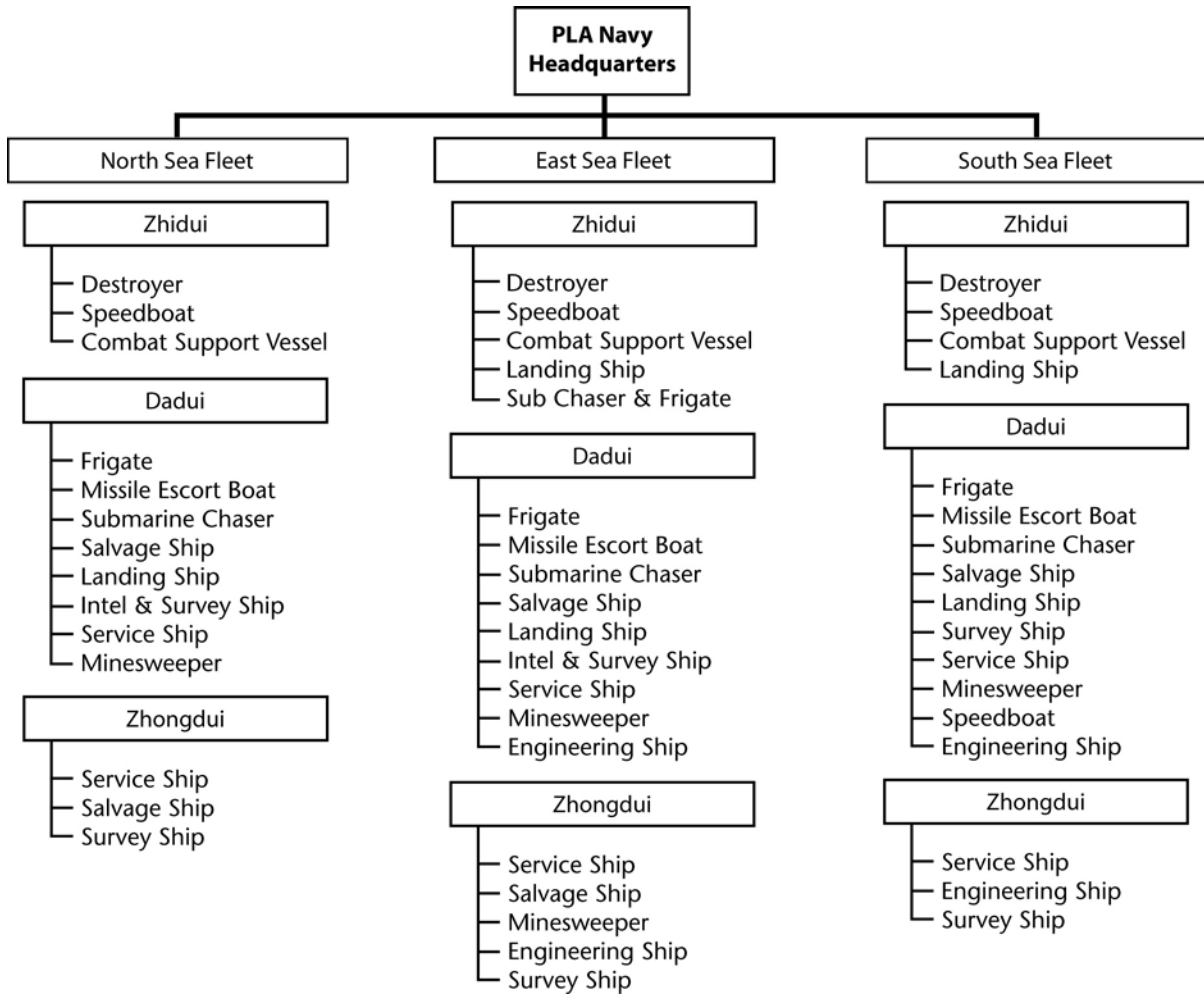 PLA Navy
Headquarters
North Sea Fleet
Zhidui
Destroyer
Speedboat
Combat Support Vessel
Dadui
Frigate
Missile Escort Boat
Submarine Chaser
Salvage Ship
Landing Ship
Intel & Survey Ship
Service Ship
Minesweeper
Zhongdui
Service Ship
Salvage Ship
Survey Ship
East Sea Fleet
Zhidui
Destroyer
Speedboat
Combat Support Vessel
Landing Ship
Sub Chaser & Frigate
Dadui
Frigate
Missile Escort Boat
Submarine Chaser
Salvage Ship
Landing Ship
Intel & Survey Ship
Service Ship
Minesweeper
Engineering Ship
Zhongdui
Service Ship
Salvage Ship
Minesweeper
Engineering Ship
Survey Ship
South Sea Fleet
Zhidui
Destroyer
Speedboat
Combat Support Vessel
Landing Ship
Dadui
Frigate
Missile Escort Boat
Submarine Chaser
Salvage Ship
Landing Ship
Survey Ship
Service Ship
Minesweeper
Speedboat
Engineering Ship
Zhongdui
Service Ship
Engineering Ship
Survey Ship